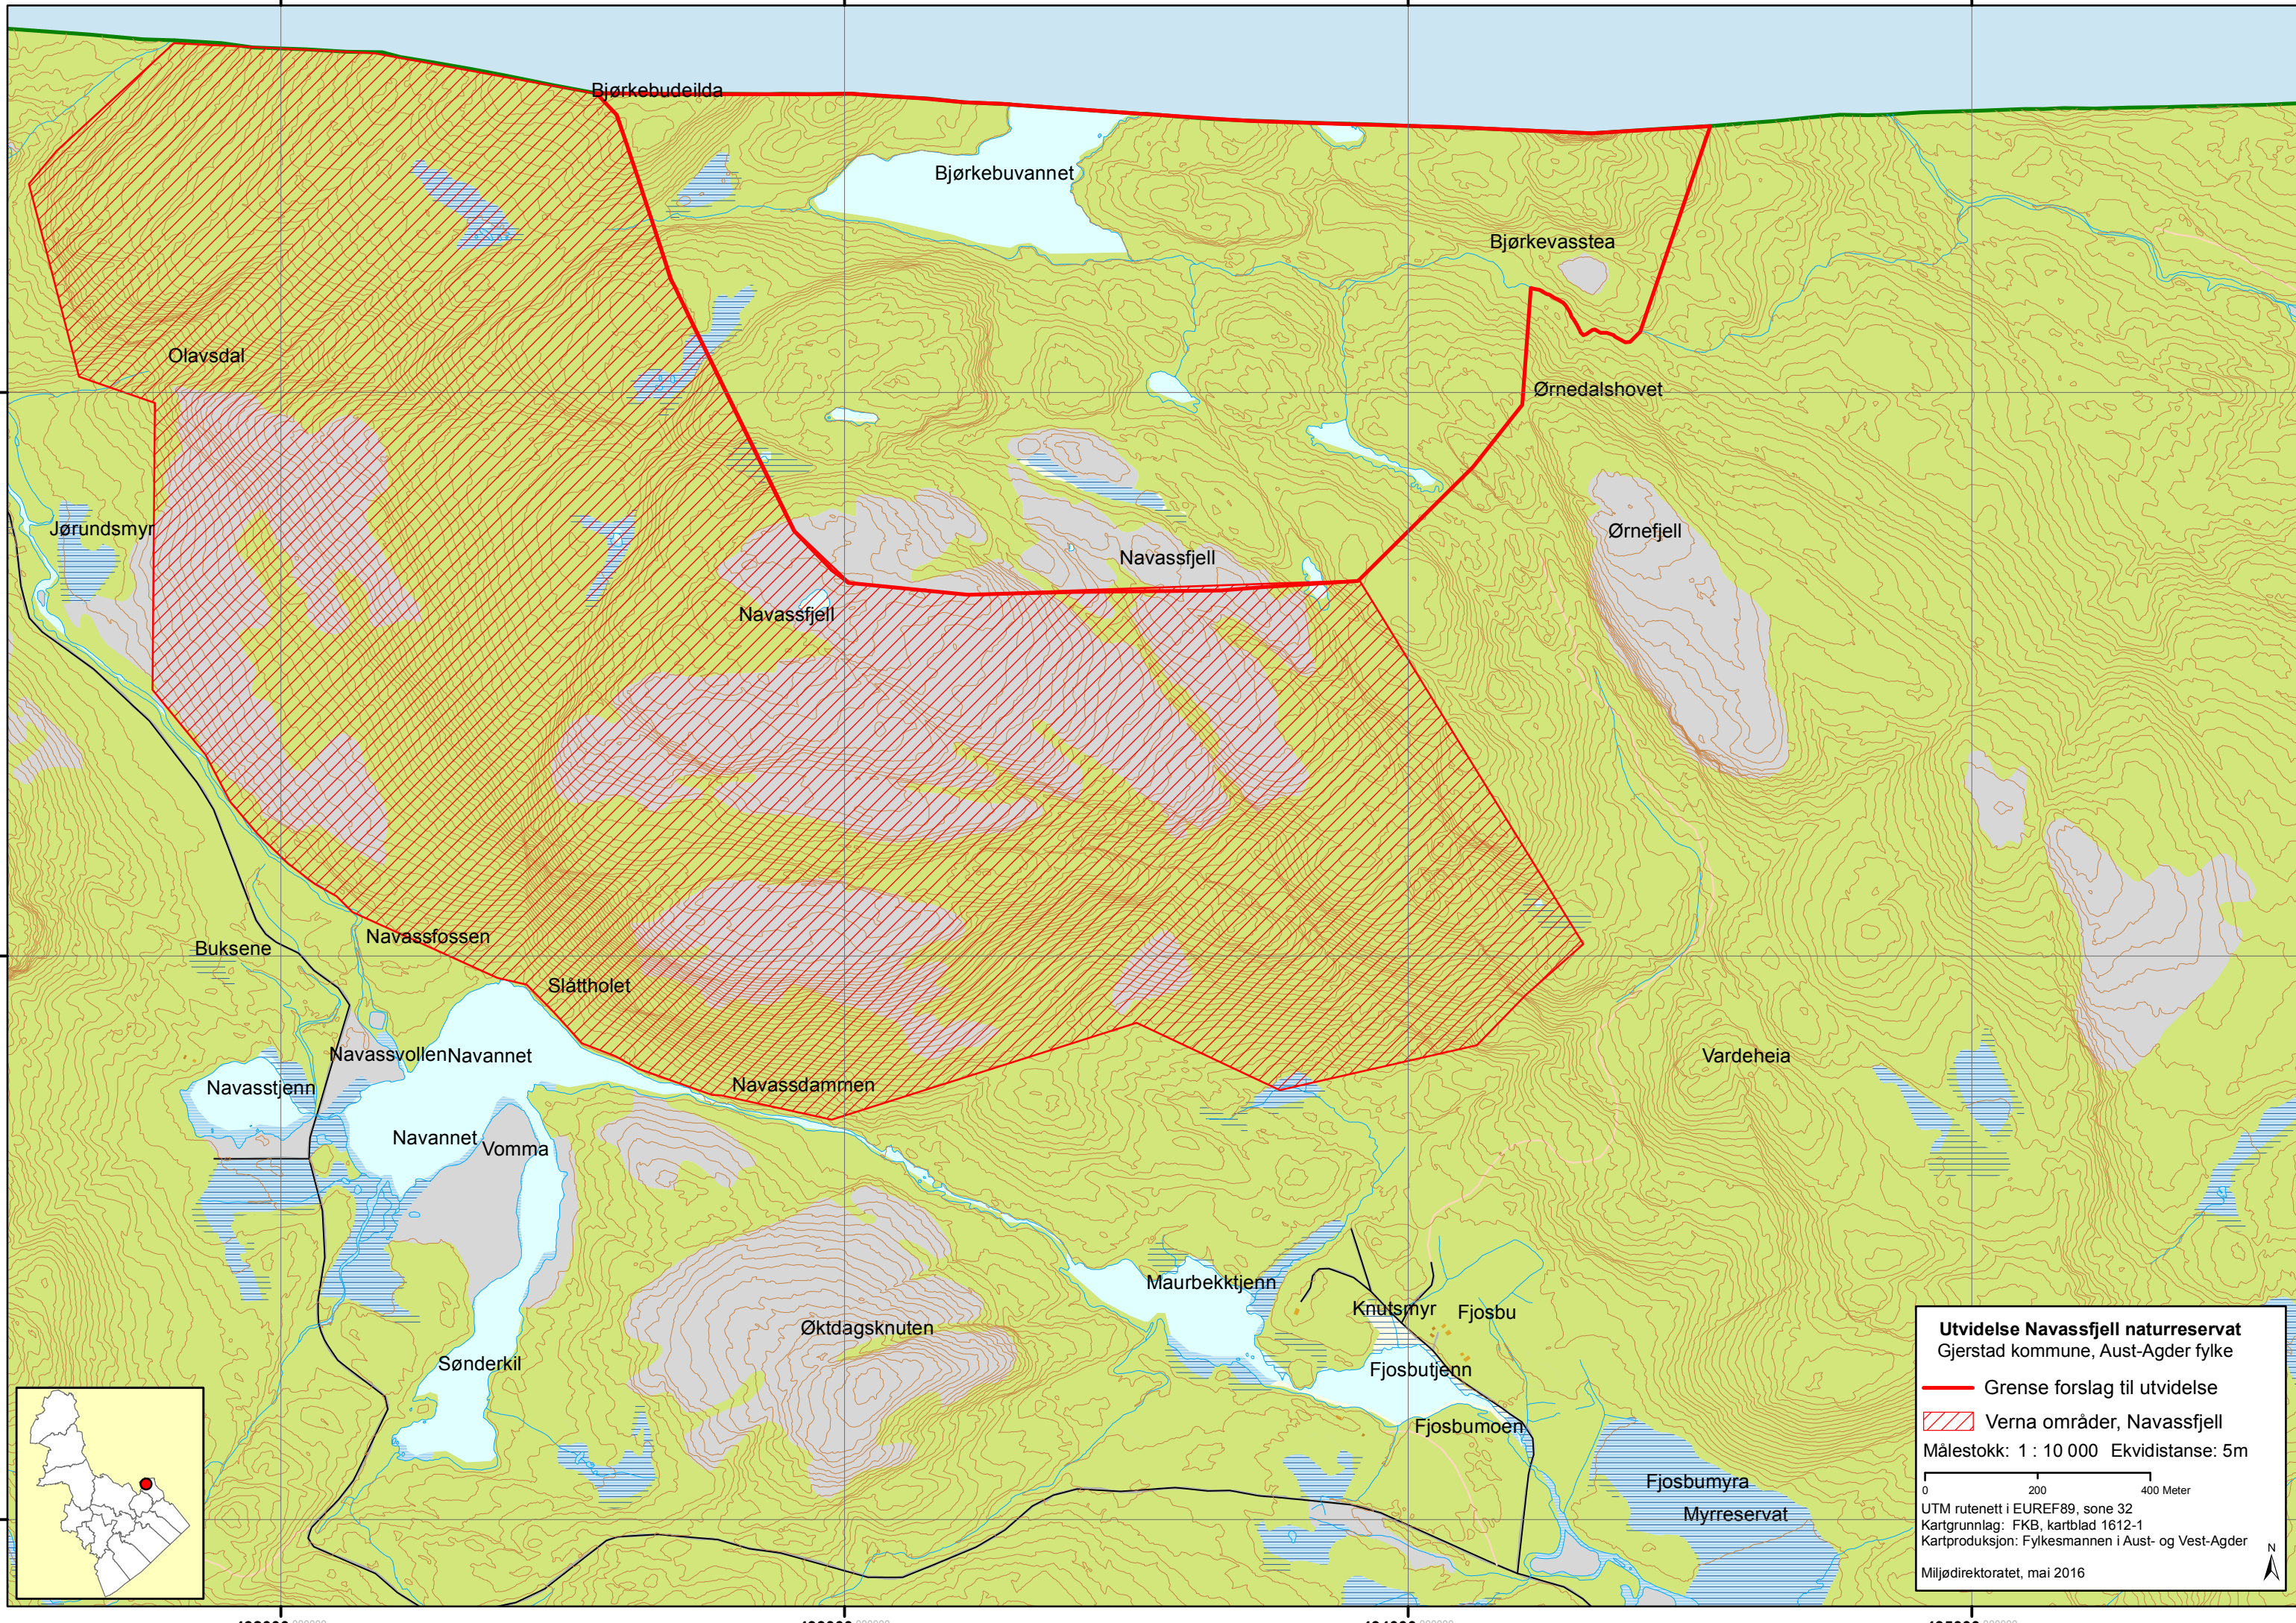 Bjørkebudeilda
Bjørkebuvannet
Bjørkevasstea
Olavsdal
Ørnedalshovet
Jørundsmyr
Ørnefjell
Navassfjell
Navassfjell
Navassfossen
Buksene
Slåttholet
Navassvollen
Navannet
Vardeheia
Navasstjenn
Navassdammen
Navannet
Vomma
Maurbekktjenn
Knutsmyr
Fjosbu
Øktdagsknuten
Sønderkil
Fjosbutjenn
Fjosbumoen
Fjosbumyra
Myrreservat
Utvidelse Navassfjell naturreservat
Gjerstad kommune, Aust-Agder fylke
Grense forslag til utvidelse
Verna områder, Navassfjell
Målestokk: 1 : 10 000 Ekvidistanse: 5m
0 200 400 Meter
UTM rutenett i EUREF89, sone 32
Kartgrunnlag: FKB, kartblad 1612-1
Kartproduksjon: Fylkesmannen i Aust- og Vest-Agder
Miljødirektoratet, mai 2016
N